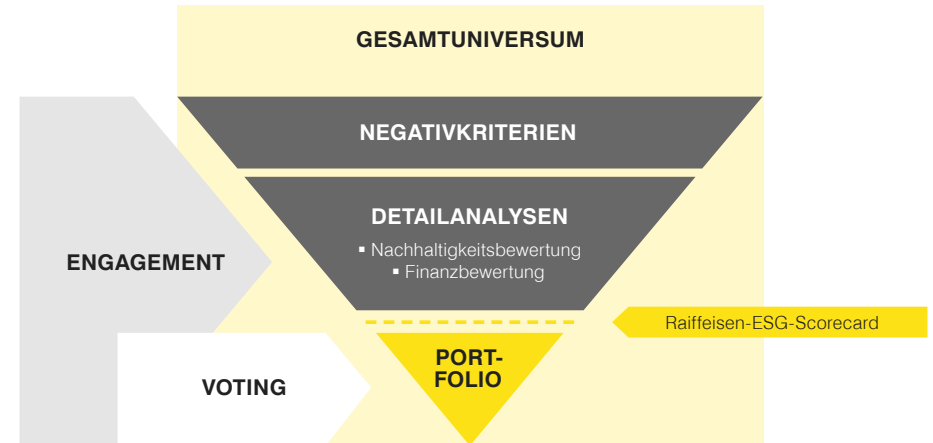 GESAMTUNIVERSUM
NEGATIVKRITERIEN
DETAILANALYSEN
▪ Nachhaltigkeitsbewertung
▪ Finanzbewertung
ENGAGEMENT
Raiffeisen-ESG-Scorecard
PORT-
FOLIO
VOTING